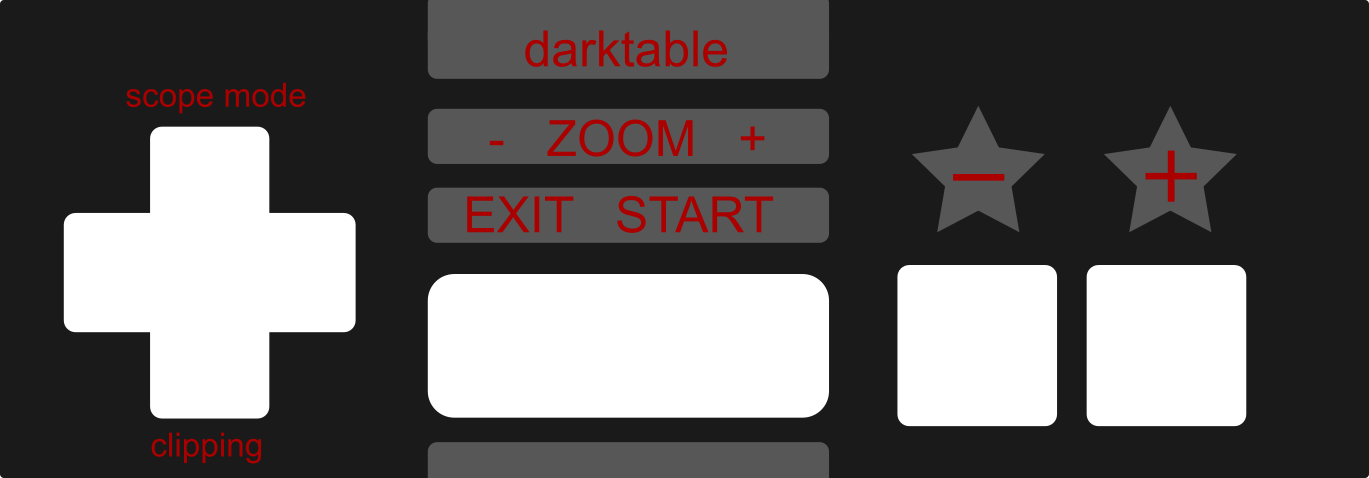 darktable
scope mode
- ZOOM +
EXIT START
- +
clipping